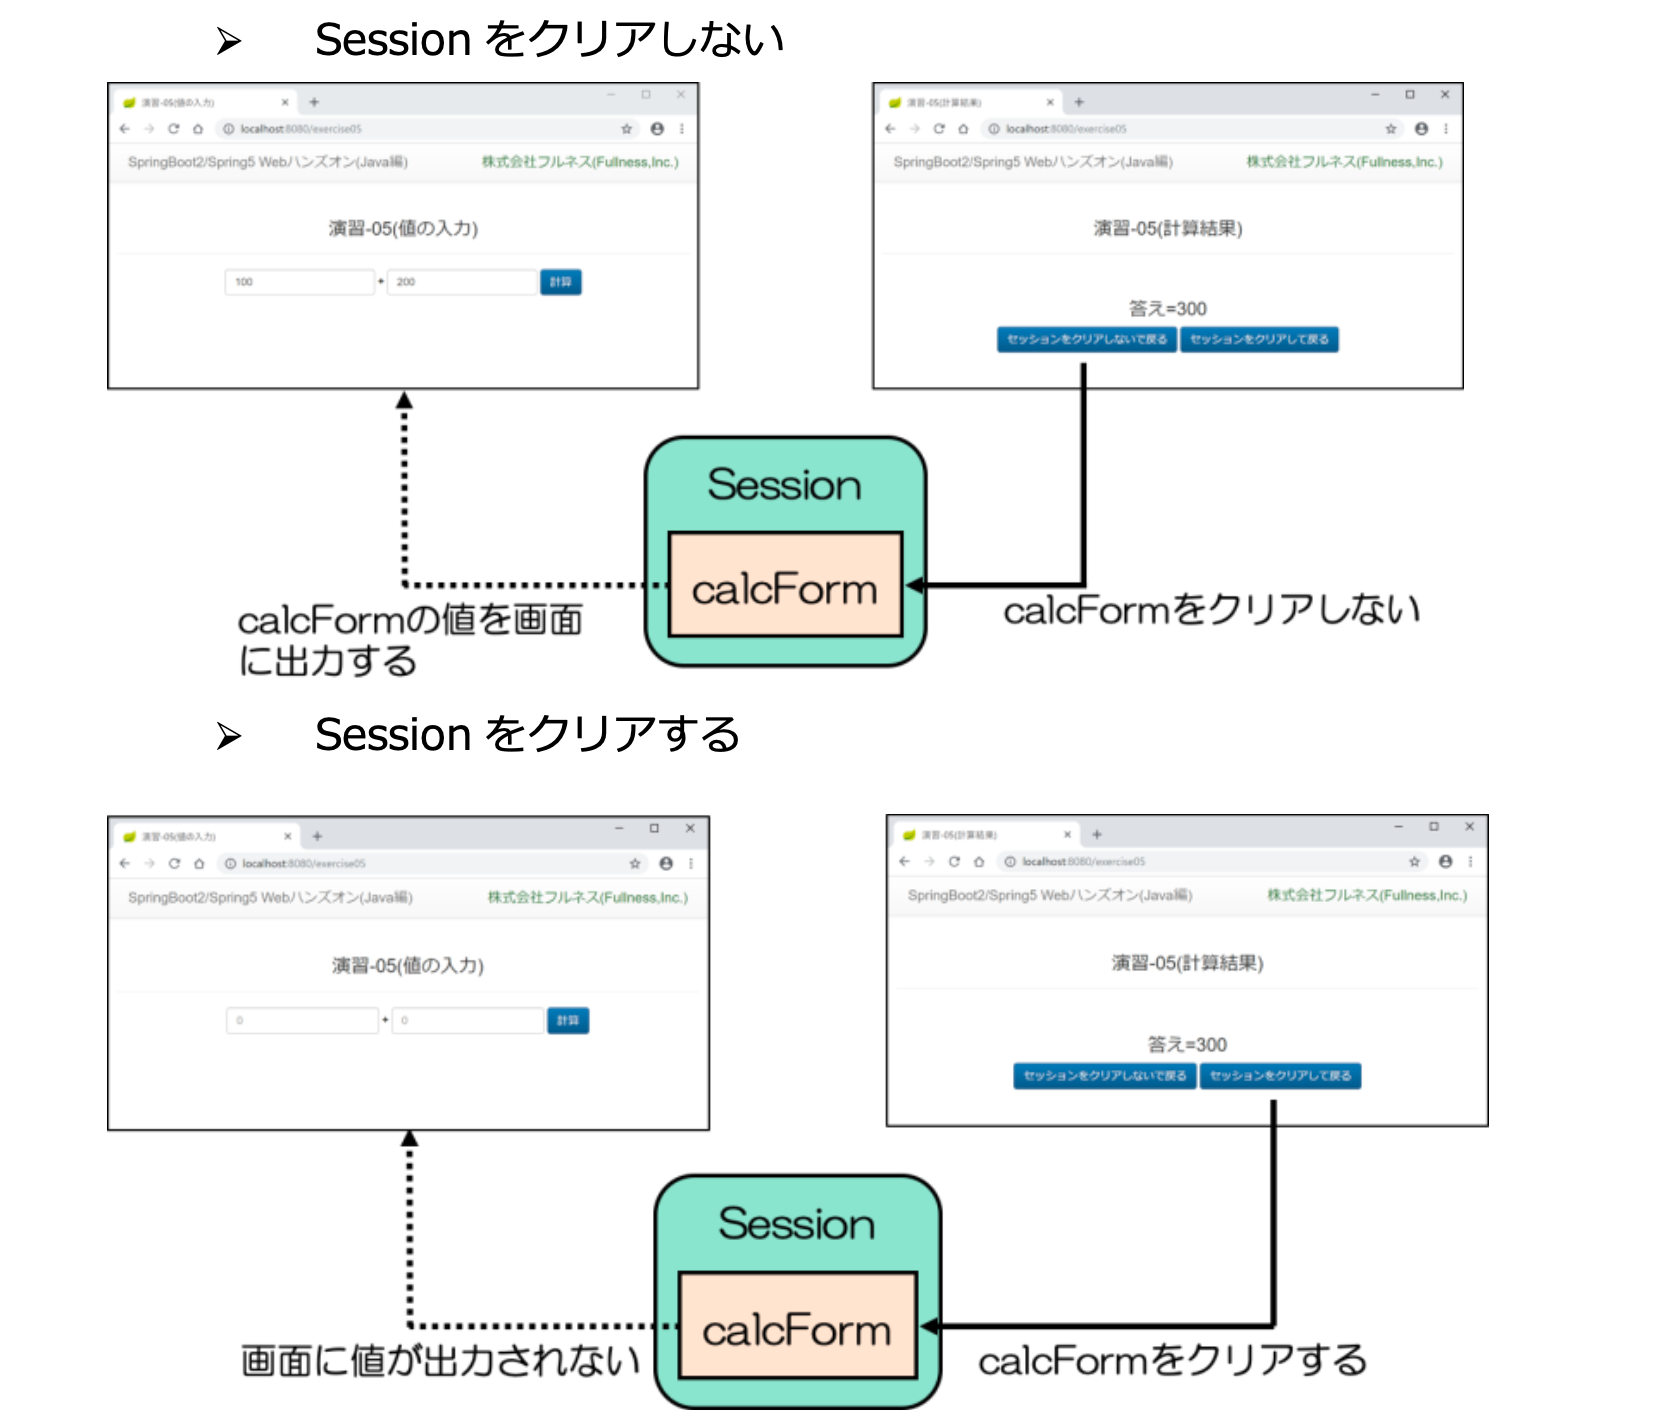 ➢ Session をクリアしない
演習-05(値の入力)
localhost:8080/exercise05
SpringBoot2/Spring5 Webハンズオン(Java編) 株式会社フルネス(Fullness,Inc.)
演習-05(値の入力)
100 + 200 計算
演習-05(計算結果)
localhost:8080/exercise05
SpringBoot2/Spring5 Webハンズオン(Java編) 株式会社フルネス(Fullness,Inc.)
演習-05(計算結果)
答え=300
セッションをクリアしないで戻る セッションをクリアして戻る
Session
calcForm
calcFormの値を画面
に出力する
calcFormをクリアしない
➢ Session をクリアする
演習-05(値の入力)
localhost:8080/exercise05
SpringBoot2/Spring5 Webハンズオン(Java編) 株式会社フルネス(Fullness,Inc.)
演習-05(値の入力)
0 + 0 計算
演習-05(計算結果)
localhost:8080/exercise05
SpringBoot2/Spring5 Webハンズオン(Java編) 株式会社フルネス(Fullness,Inc.)
演習-05(計算結果)
答え=300
セッションをクリアしないで戻る セッションをクリアして戻る
Session
calcForm
画面に値が出力されない
calcFormをクリアする